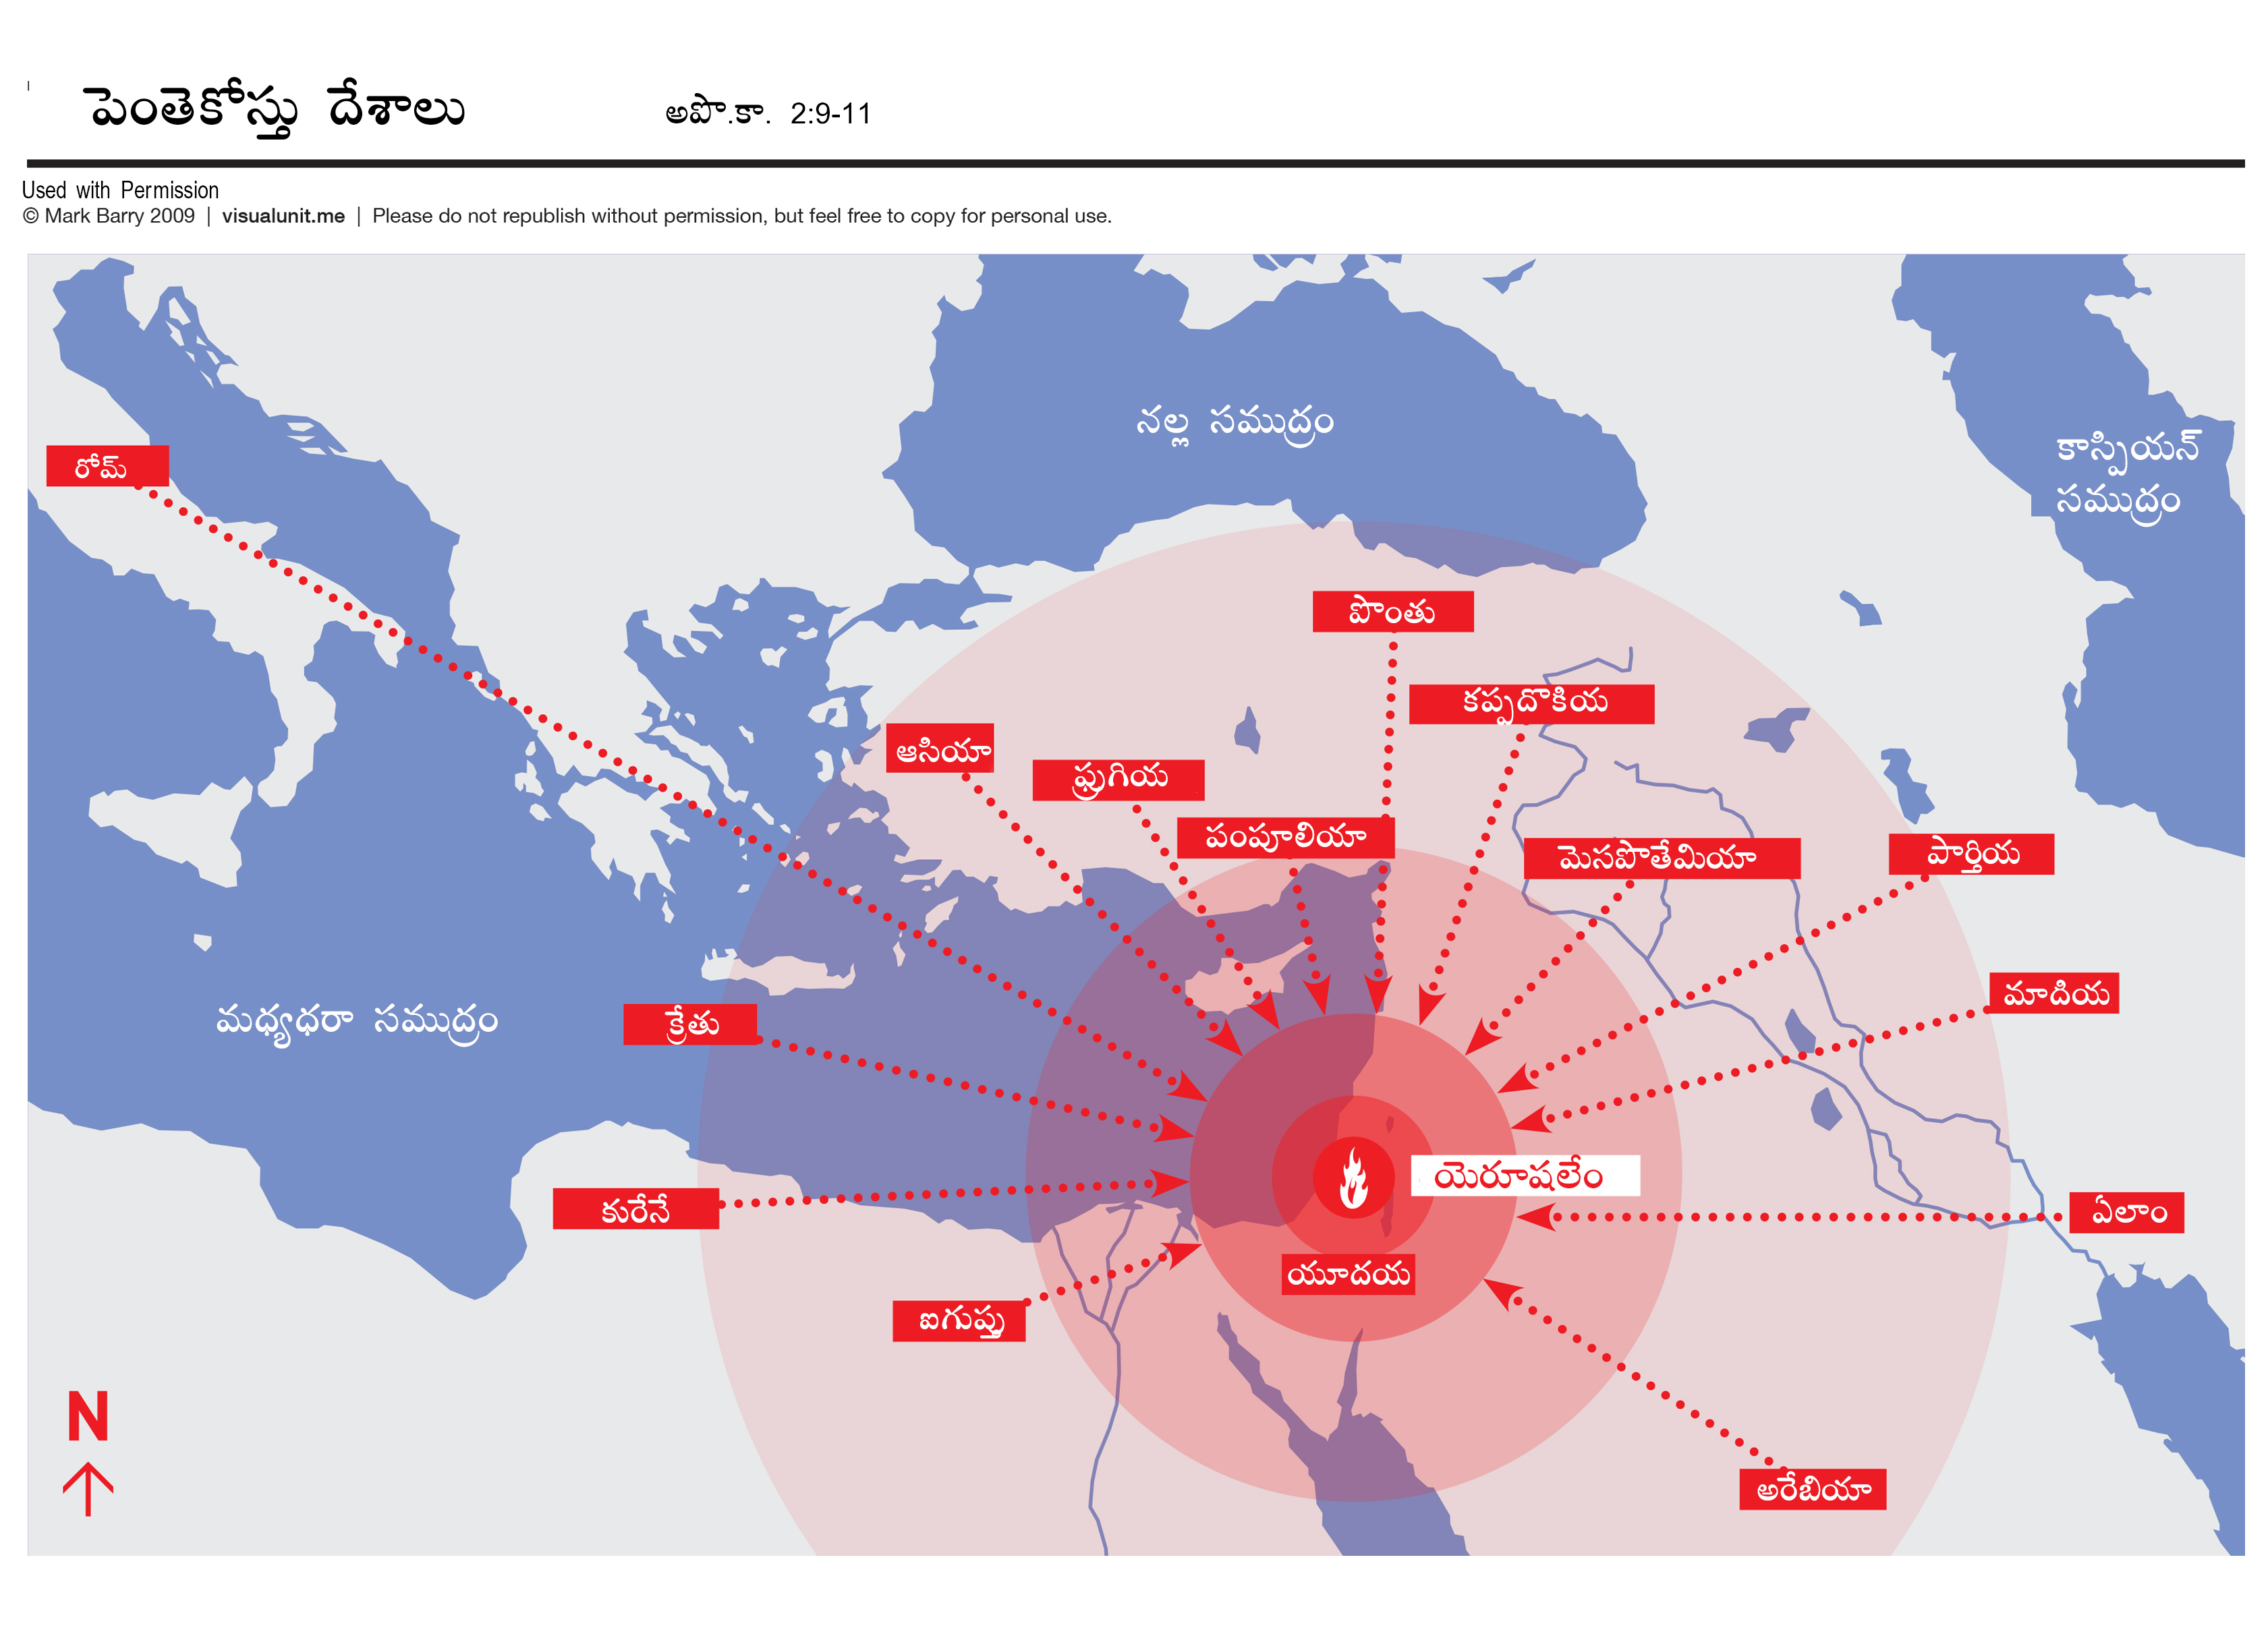 పెంతెకోస్తు దేశాలు
అపొ.కా. 2:9-11
Used with Permission
© Mark Barry 2009 | visualunit.me | Please do not republish without permission, but feel free to copy for personal use.
నల్ల సముద్రం
కాస్పియన్
సముద్రం
రోమ్
పొంతు
కప్పదొకియ
ఆసియా
ఫ్రుగియ
పంపూలియా
మెసపొతేమియా
పార్తీయ
మాదియ
మధ్యధరా సముద్రం
క్రేతు
యెరూషలేం
కురేనే
ఏలాం
యూదయ
ఐగుప్తు
N
అరేబియా